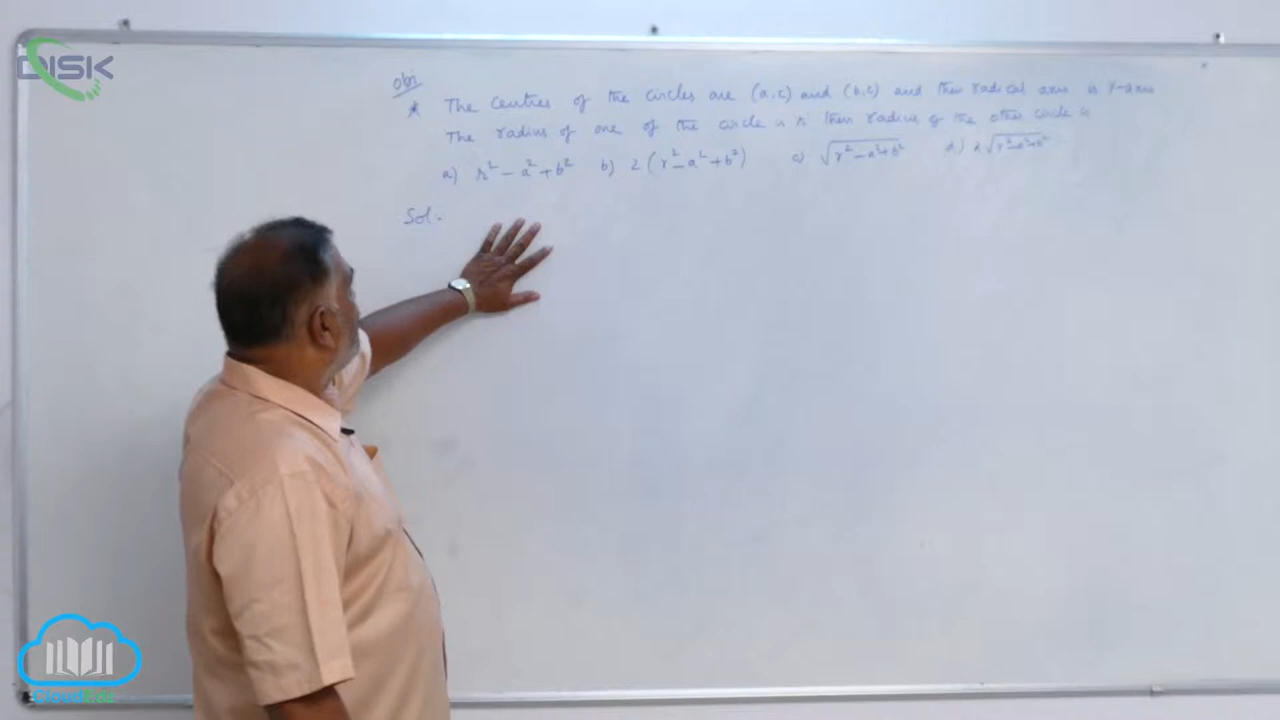 DISK
Obj
* The centres of the circles are (a,c) and (b,c) and their radical axis is Y-axis
The radius of one of the circle is r then radius of the other circle is
a) r² - a² + b² b) 2(r² - a² + b²) c) √(r² - a² + b²) d) 2√(r² - a² + b²)
Sol:
CloudEdz